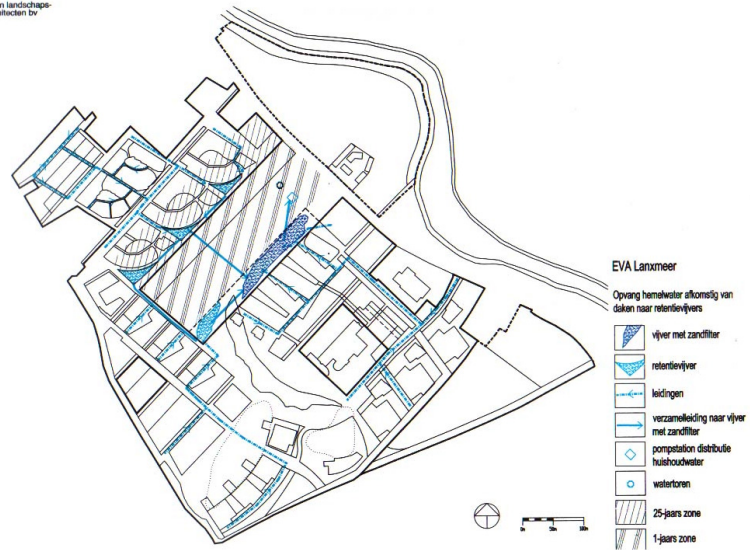 landschaps-
bv
EVA Lanxmeer
Opvang hemelwater afkomstig van
daken naar retentievijvers
vijver met zandfilter
retentievijver
leidingen
verzamelleiding naar vijver
met zandfilter
pompstation distributie
huishoudwater
watertoren
25-jaars zone
1-jaars zone
0m 50m 100m